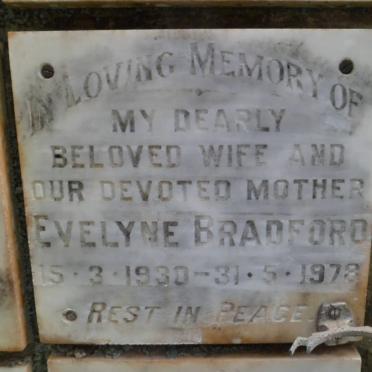 IN LOVING MEMORY OF
MY DEARLY
BELOVED WIFE AND
OUR DEVOTED MOTHER
EVELYNE BRADFORD
15·3·1930–31·5·1978
REST IN PEACE